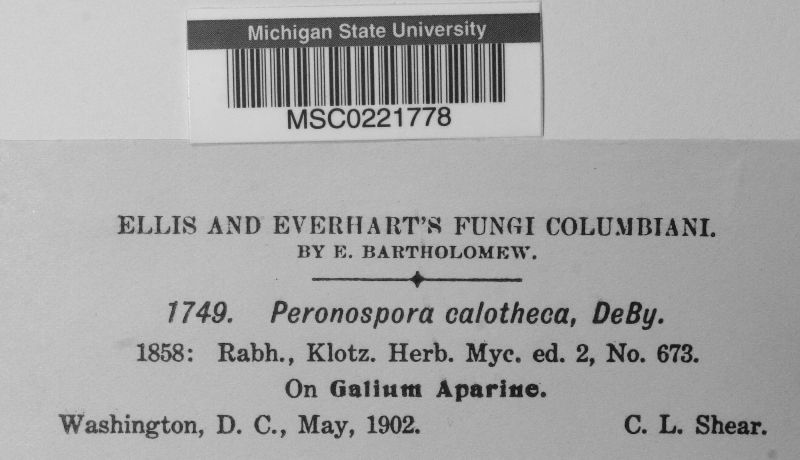 Michigan State University
MSC0221778
ELLIS AND EVERHART'S FUNGI COLUMBIANI.
BY E. BARTHOLOMEW.
1749. Peronospora calotheca, DeBy.
1858: Rabh., Klotz. Herb. Myc. ed. 2, No. 673.
On Galium Aparine.
Washington, D. C., May, 1902. C. L. Shear.